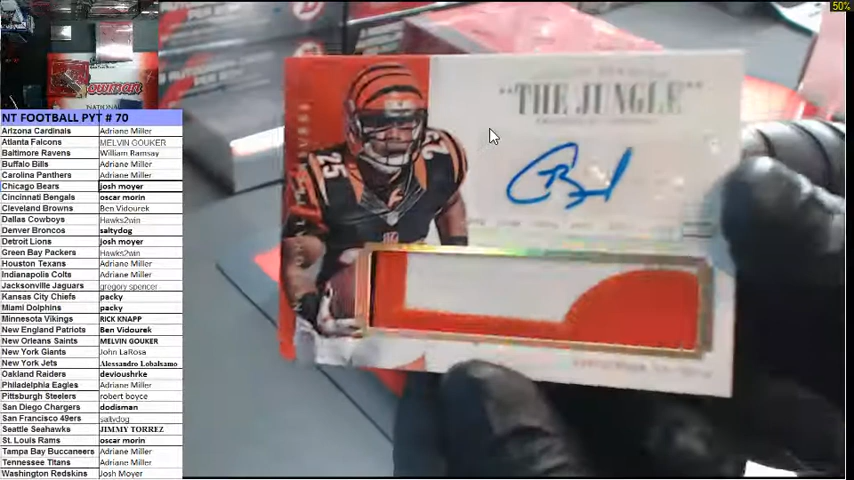 50%
Bowman
NATIONAL
NT FOOTBALL PYT # 70
Arizona Cardinals Adriane Miller
Atlanta Falcons MELVIN GOUKER
Baltimore Ravens William Ramsay
Buffalo Bills Adriane Miller
Carolina Panthers Adriane Miller
Chicago Bears josh moyer
Cincinnati Bengals oscar morin
Cleveland Browns Ben Vidourek
Dallas Cowboys Hawks2win
Denver Broncos saltydog
Detroit Lions josh moyer
Green Bay Packers Hawks2win
Houston Texans Adriane Miller
Indianapolis Colts Adriane Miller
Jacksonville Jaguars gregory spencer
Kansas City Chiefs packy
Miami Dolphins packy
Minnesota Vikings RICK KNAPP
New England Patriots Ben Vidourek
New Orleans Saints MELVIN GOUKER
New York Giants John LaRosa
New York Jets Alessandro Lobalsamo
Oakland Raiders devioushrke
Philadelphia Eagles Adriane Miller
Pittsburgh Steelers robert boyce
San Diego Chargers dodisman
San Francisco 49ers saltydog
Seattle Seahawks JIMMY TORREZ
St. Louis Rams oscar morin
Tampa Bay Buccaneers Adriane Miller
Tennessee Titans Adriane Miller
Washington Redskins Josh Moyer
"THE JUNGLE"
25